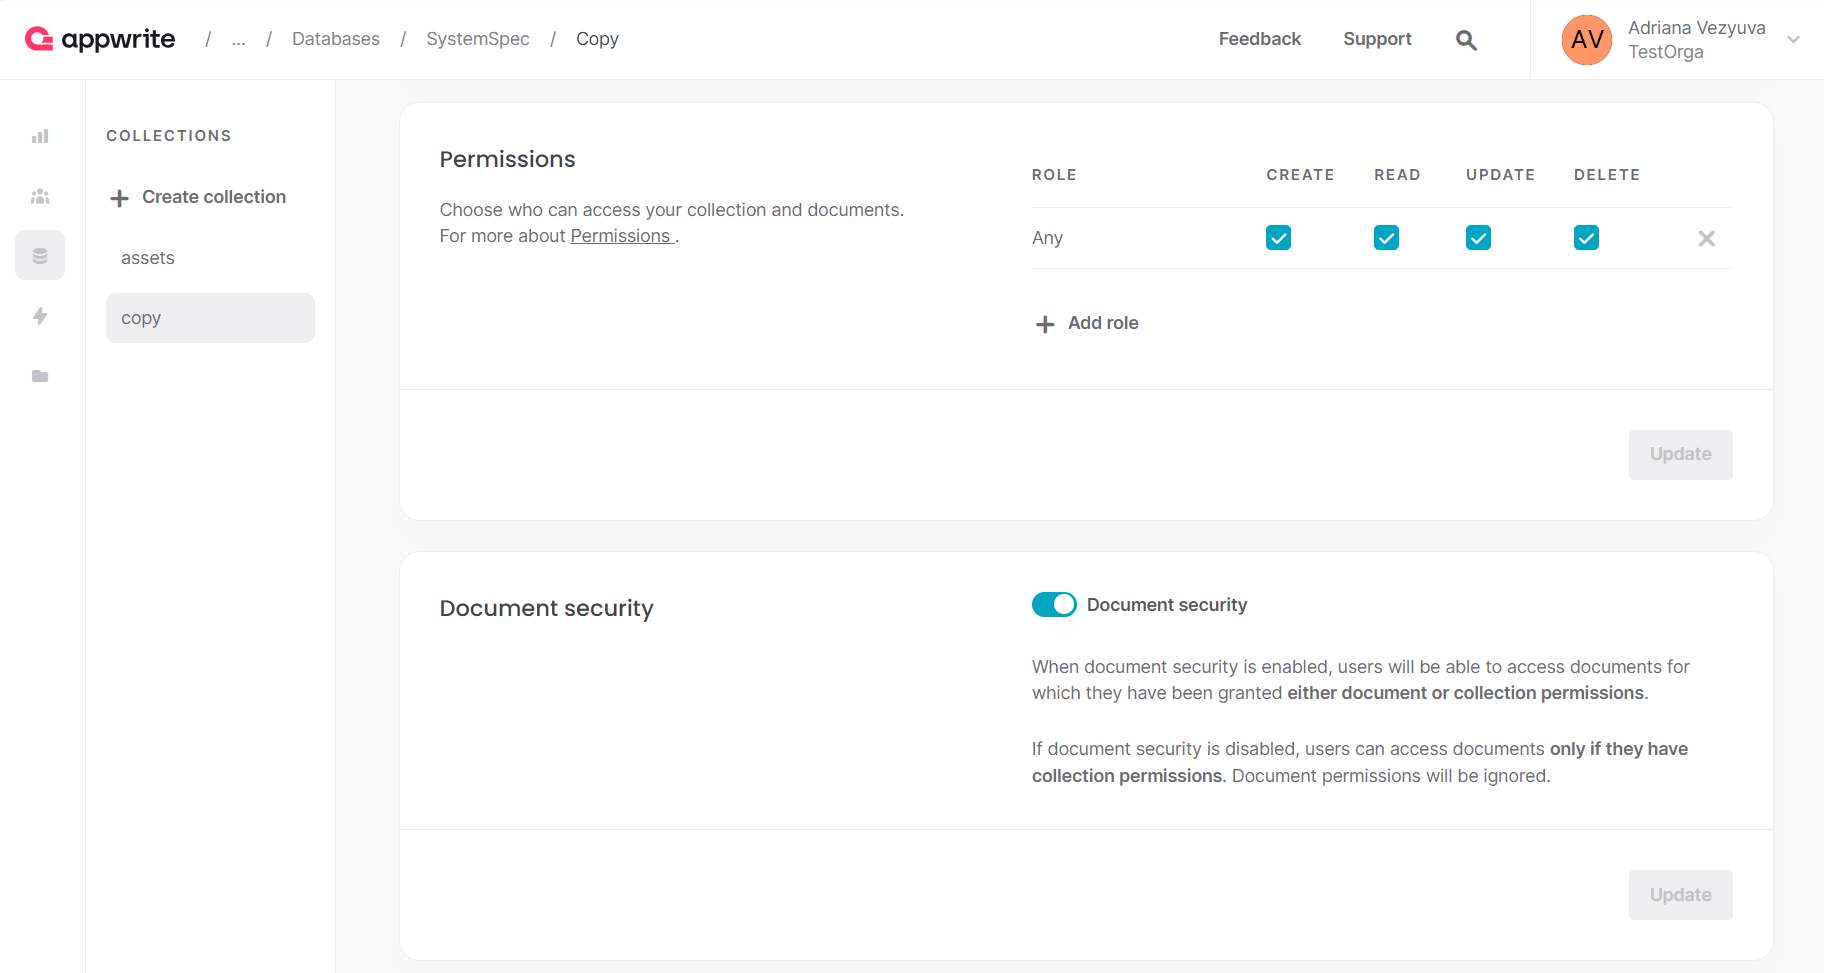 appwrite / ... / Databases / SystemSpec / Copy
Feedback Support
AV Adriana Vezyuva
TestOrga
COLLECTIONS
Create collection
assets
copy
Permissions
Choose who can access your collection and documents.
For more about Permissions .
ROLE CREATE READ UPDATE DELETE
Any
Add role
Update
Document security
Document security
When document security is enabled, users will be able to access documents for
which they have been granted either document or collection permissions.
If document security is disabled, users can access documents only if they have
collection permissions. Document permissions will be ignored.
Update